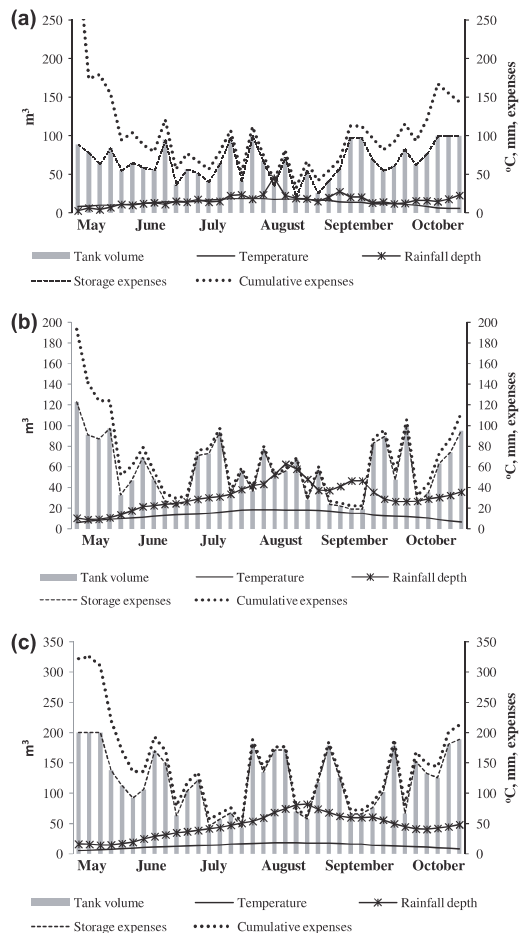 (a)
250 250
200 200
150 150
100 100
50 50
0 0
m³
ºC, mm, expenses
May June July August September October
Tank volume Temperature Rainfall depth
Storage expenses Cumulative expenses
(b)
200 200
180 180
160 160
140 140
120 120
100 100
80 80
60 60
40 40
20 20
0 0
m³
ºC, mm, expenses
May June July August September October
Tank volume Temperature Rainfall depth
Storage expenses Cumulative expenses
(c)
350 350
300 300
250 250
200 200
150 150
100 100
50 50
0 0
m³
ºC, mm, expenses
May June July August September October
Tank volume Temperature Rainfall depth
Storage expenses Cumulative expenses